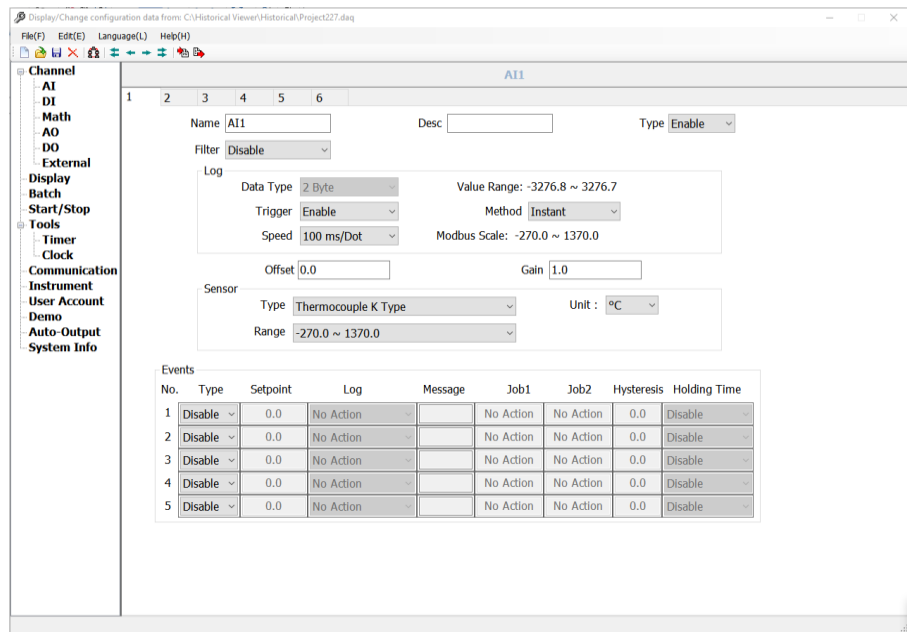 Display/Change configuration data from: C:\Historical Viewer\Historical\Project227.daq
File(F) Edit(E) Language(L) Help(H)
Channel
AI
DI
Math
AO
DO
External
Display
Batch
Start/Stop
Tools
Timer
Clock
Communication
Instrument
User Account
Demo
Auto-Output
System Info
AI1
1 2 3 4 5 6
Name AI1 Desc Type Enable
Filter Disable
Log
Data Type 2 Byte Value Range: -3276.8 ~ 3276.7
Trigger Enable Method Instant
Speed 100 ms/Dot Modbus Scale: -270.0 ~ 1370.0
Offset 0.0 Gain 1.0
Sensor
Type Thermocouple K Type Unit : °C
Range -270.0 ~ 1370.0
Events
No. Type Setpoint Log Message Job1 Job2 Hysteresis Holding Time
1 Disable 0.0 No Action No Action No Action 0.0 Disable
2 Disable 0.0 No Action No Action No Action 0.0 Disable
3 Disable 0.0 No Action No Action No Action 0.0 Disable
4 Disable 0.0 No Action No Action No Action 0.0 Disable
5 Disable 0.0 No Action No Action No Action 0.0 Disable